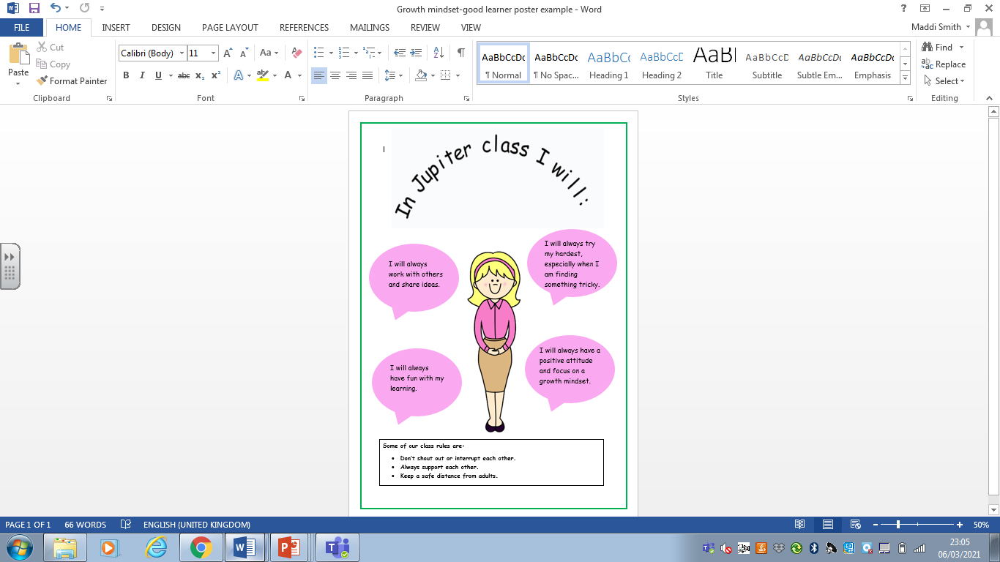 Growth mindset-good learner poster example - Word
FILE HOME INSERT DESIGN PAGE LAYOUT REFERENCES MAILINGS REVIEW VIEW
Maddi Smith
Paste
Cut
Copy
Format Painter
Clipboard
Calibri (Body) 11
Font
Paragraph
AaBbCcDc AaBbCcDc AaBbCc AaBbCcD AaB AaBbCcD AaBbCcDc AaBbCcDc
¶ Normal ¶ No Spac... Heading 1 Heading 2 Title Subtitle Subtle Em... Emphasis
Styles
Find
Replace
Select
Editing
In Jupiter class I will:
I will always
work with others
and share ideas.
I will always try
my hardest,
especially when I
am finding
something tricky.
I will always
have fun with my
learning.
I will always have a
positive attitude
and focus on a
growth mindset.
Some of our class rules are:
• Don't shout out or interrupt each other.
• Always support each other.
• Keep a safe distance from adults.
PAGE 1 OF 1 66 WORDS ENGLISH (UNITED KINGDOM) 50%
23:05
06/03/2021